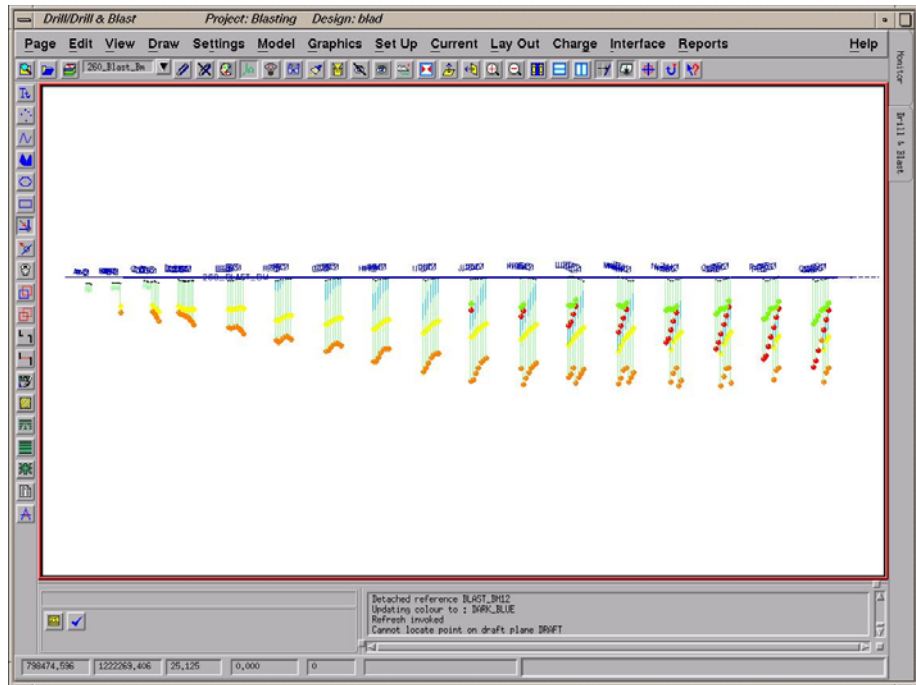 Drill/Drill & Blast Project: Blasting Design: blad
Page Edit View Draw Settings Model Graphics Set Up Current Lay Out Charge Interface Reports Help
260_Blast_Bm
Monitor
Drill & Blast
260_BLAST_BM
Detached reference BLAST_BM12
Updating colour to : DARK_BLUE
Refresh invoked
Cannot locate point on draft plane DRAFT
798474,596 1222269,406 25,125 0,000 0